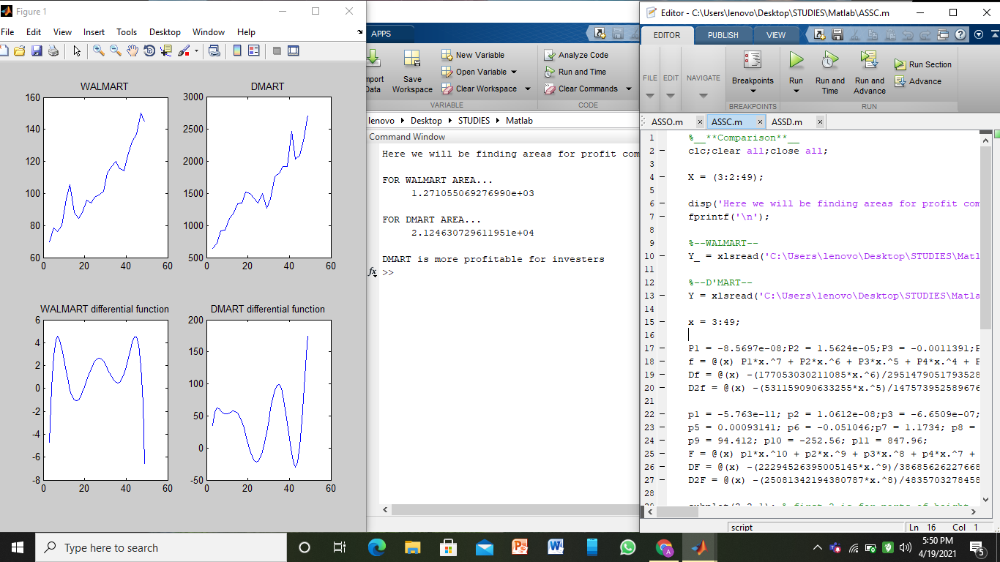 Figure 1
File Edit View Insert Tools Desktop Window Help
WALMART
160
140
120
100
80
60
0 20 40 60
DMART
3000
2500
2000
1500
1000
500
0 20 40 60
WALMART differential function
6
4
2
0
-2
-4
-6
-8
0 20 40 60
DMART differential function
200
150
100
50
0
-50
0 20 40 60
APPS
mport
Data
Save
Workspace
New Variable
Open Variable
Clear Workspace
VARIABLE
Analyze Code
Run and Time
Clear Commands
CODE
lenovo Desktop STUDIES Matlab
Command Window
Here we will be finding areas for profit com
FOR WALMART AREA...
1.271055069276990e+03
FOR DMART AREA...
2.124630729611951e+04
DMART is more profitable for investers
fx >>
Editor - C:\Users\lenovo\Desktop\STUDIES\Matlab\ASSC.m
EDITOR PUBLISH VIEW
FILE EDIT NAVIGATE
Breakpoints
BREAKPOINTS
Run
Run and
Time
Run and
Advance
Run Section
Advance
RUN
ASSO.m ASSC.m ASSD.m
1 %__**Comparison**__
2 clc;clear all;close all;
3
4 X = (3:2:49);
5
6 disp('Here we will be finding areas for profit com
7 fprintf('\n');
8
9 %--WALMART--
10 Y_ = xlsread('C:\Users\lenovo\Desktop\STUDIES\Matl
11
12 %--D'MART--
13 Y = xlsread('C:\Users\lenovo\Desktop\STUDIES\Matla
14
15 x = 3:49;
16
17 P1 = -8.5697e-08;P2 = 1.5624e-05;P3 = -0.0011391;P
18 f = @(x) P1*x.^7 + P2*x.^6 + P3*x.^5 + P4*x.^4 + P
19 Df = @(x) -(177053030211085*x.^6)/2951479051793528
20 D2f = @(x) -(531159090633255*x.^5)/147573952589676
21
22 p1 = -5.763e-11; p2 = 1.0612e-08;p3 = -6.6509e-07;
23 p5 = 0.00093141; p6 = -0.051046;p7 = 1.1734; p8 =
24 p9 = 94.412; p10 = -252.56; p11 = 847.96;
25 F = @(x) p1*x.^10 + p2*x.^9 + p3*x.^8 + p4*x.^7 +
26 DF = @(x) -(22294526395005145*x.^9)/38685626227668
27 D2F = @(x) -(25081342194380787*x.^8)/4835703278458
28
script
Ln 16 Col 1
Type here to search
5:50 PM
4/19/2021
5